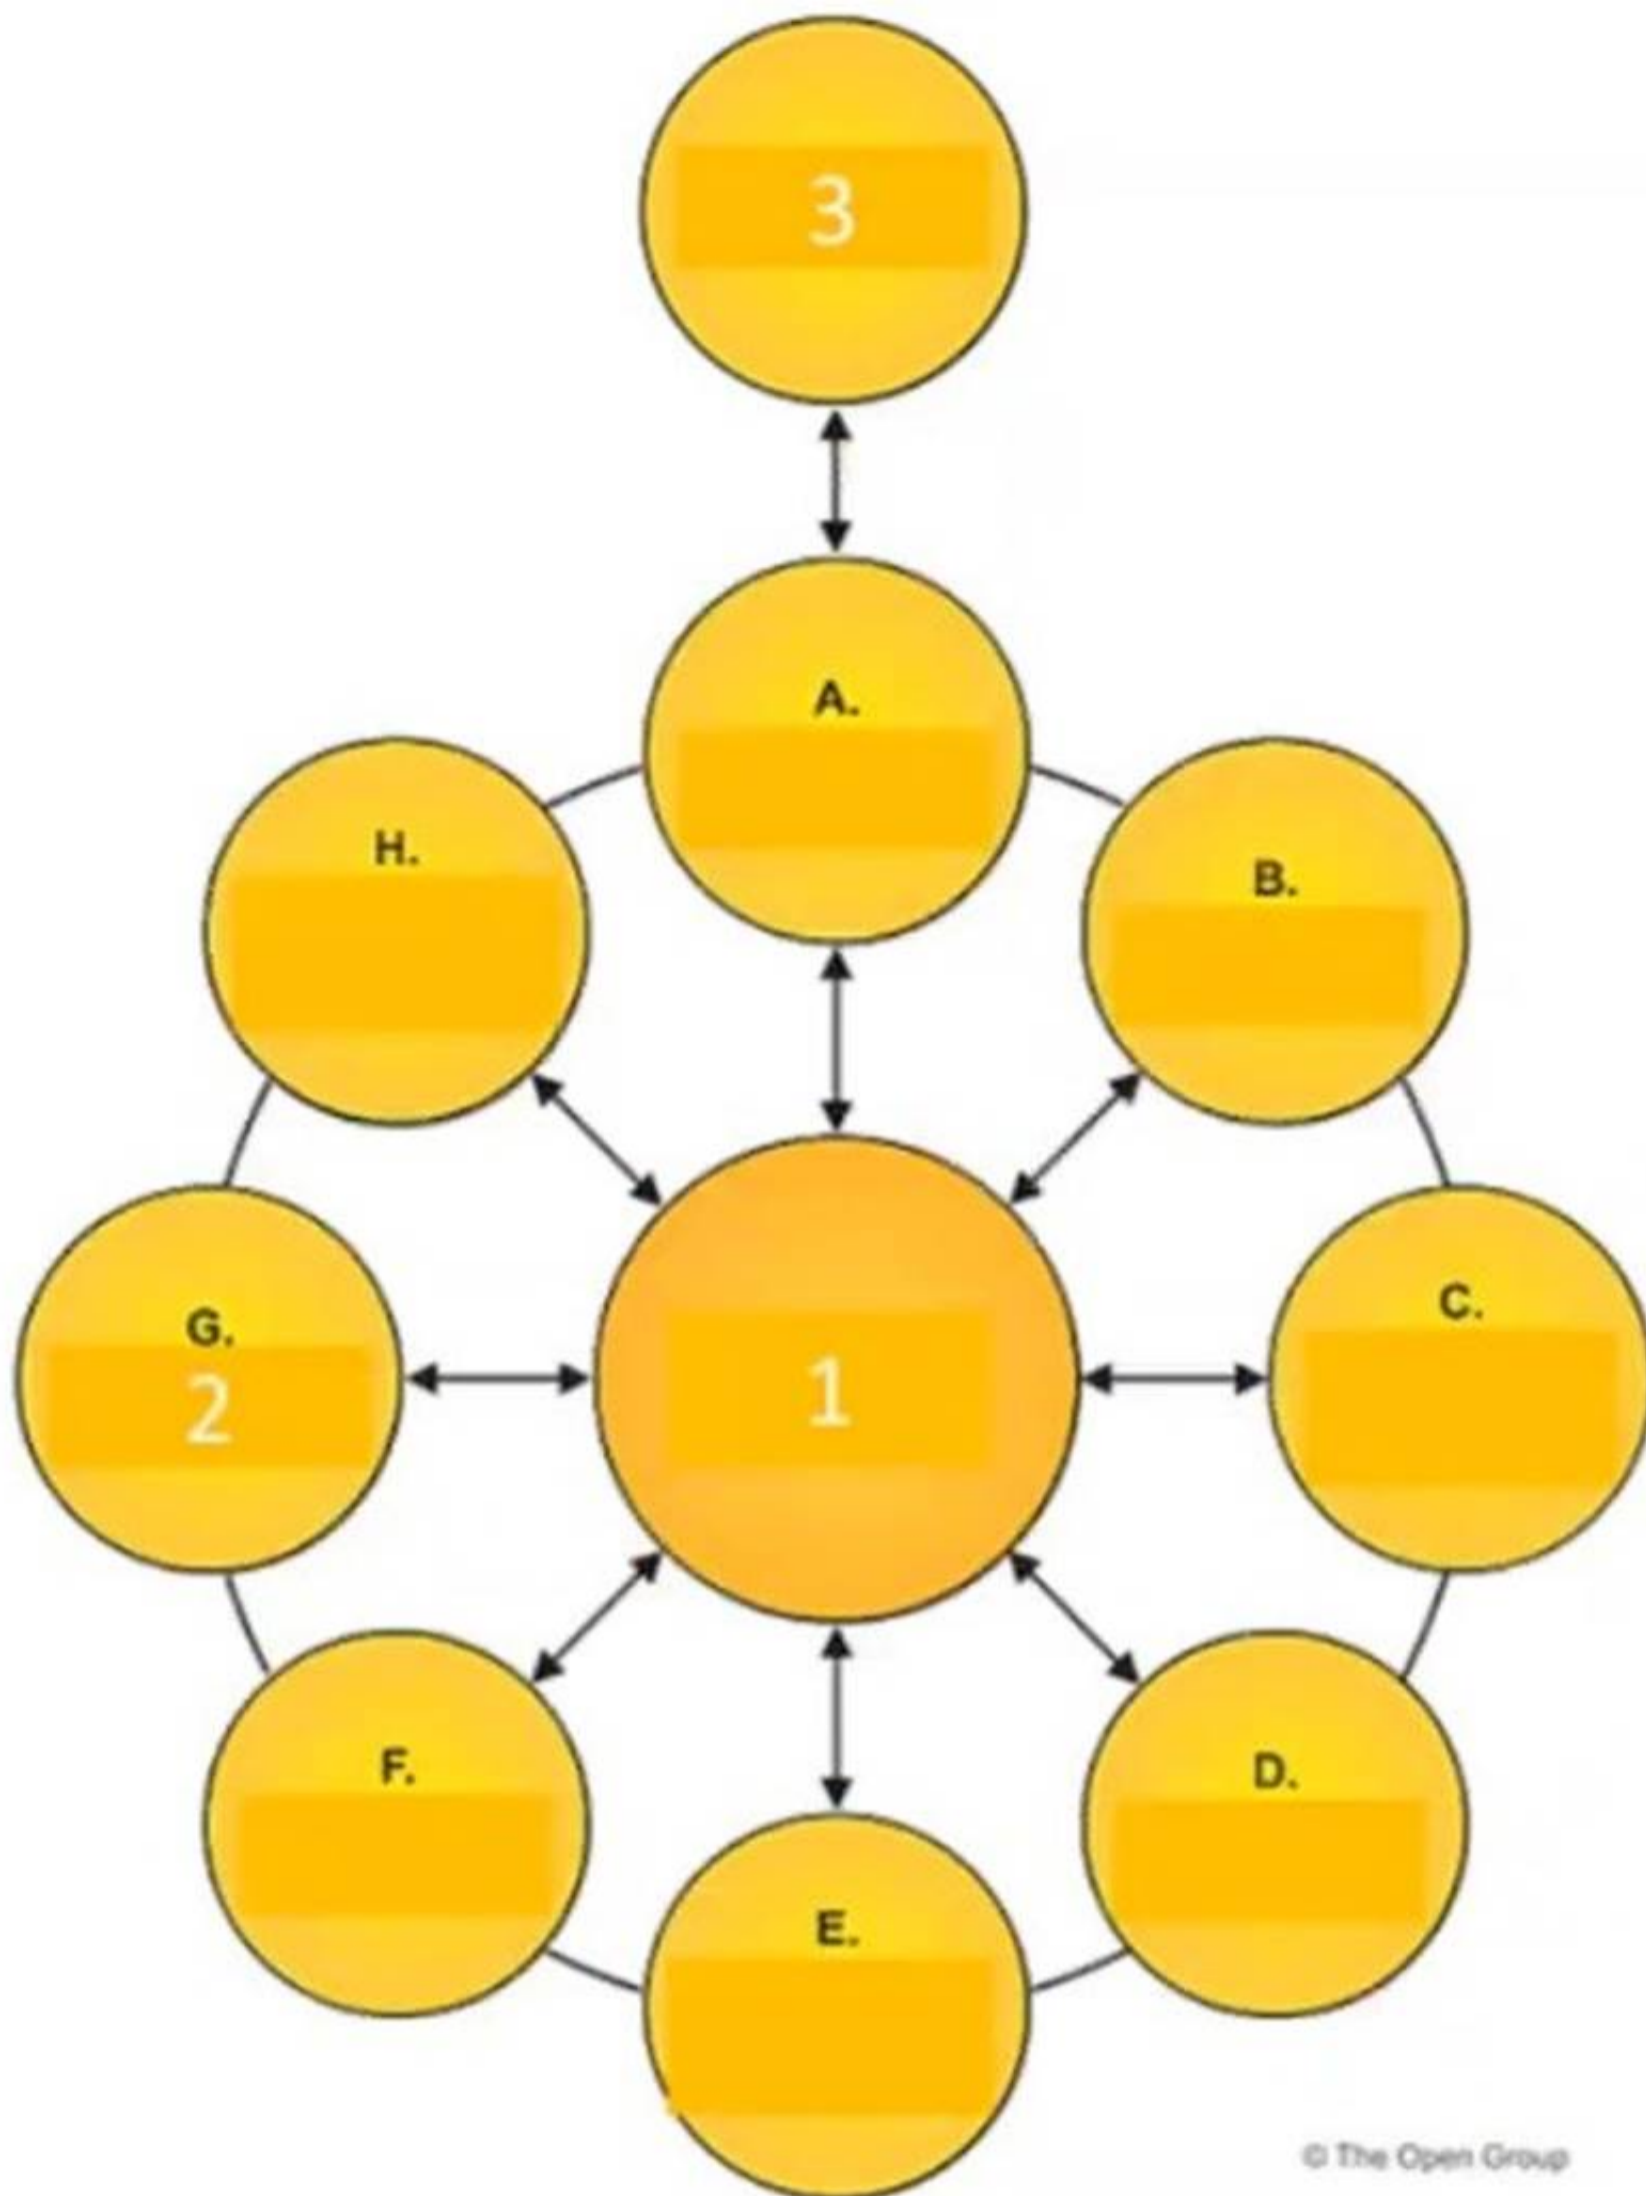 3
A.
H.
B.
G.
2
1
C.
F.
D.
E.
© The Open Group